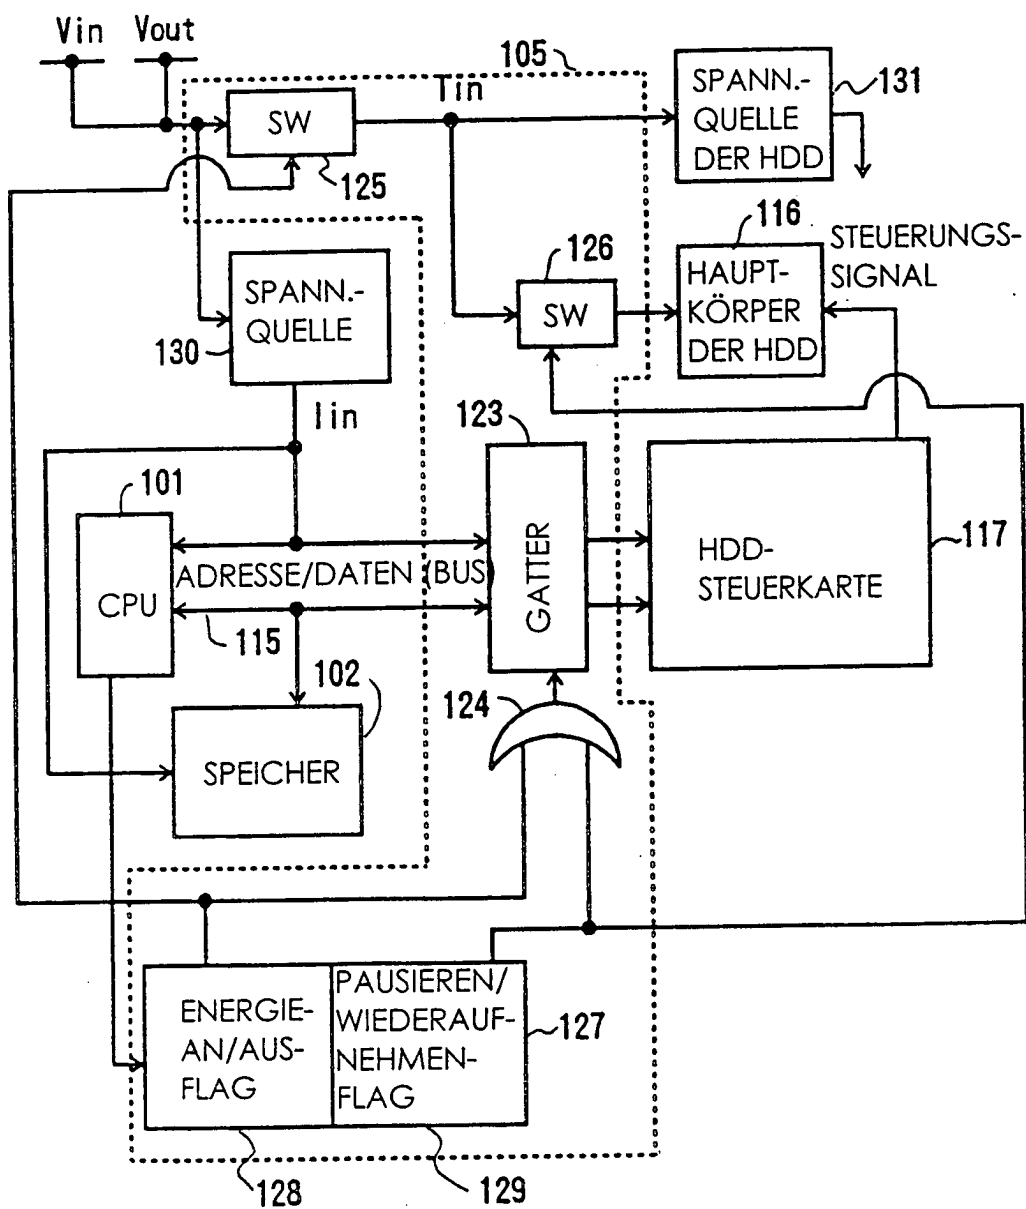 Vin
Vout
105
Tin
SW
125
SPANN.-
QUELLE
DER HDD
131
116
STEUERUNGS-
SIGNAL
126
SW
HAUPT-
KÖRPER
DER HDD
SPANN.-
QUELLE
130
Iin
123
101
GATTER
HDD-
STEUERKARTE
117
CPU
ADRESSE/DATEN (BUS)
115
102
124
SPEICHER
ENERGIE-
AN/AUS-
FLAG
PAUSIEREN/
WIEDERAUF-
NEHMEN-
FLAG
127
128
129